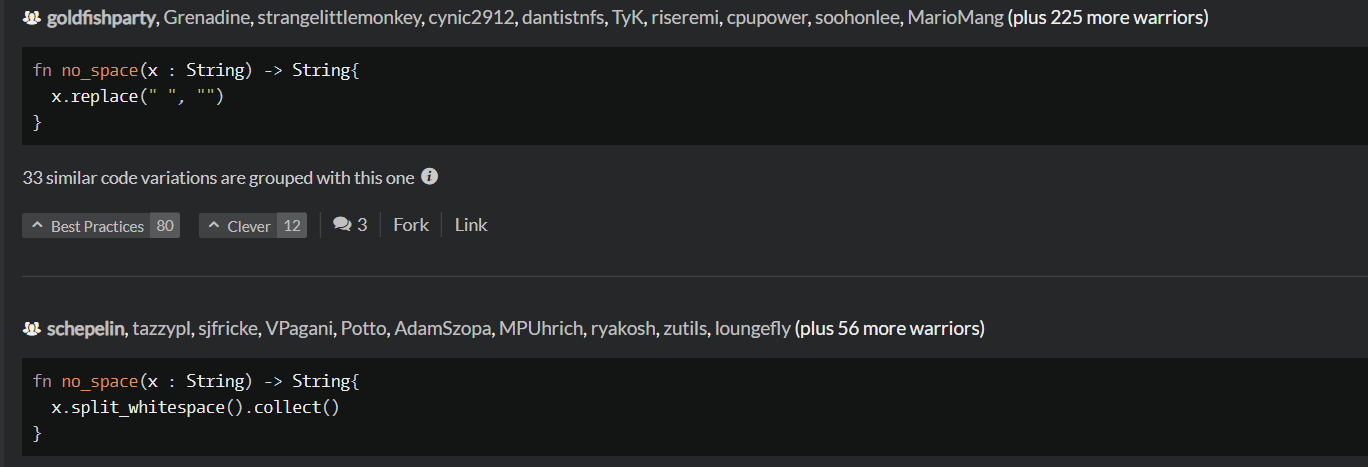 goldfishparty, Grenadine, strangelittlemonkey, cynic2912, dantistnfs, TyK, riseremi, cpupower, soohonlee, MarioMang (plus 225 more warriors)
fn no_space(x : String) -> String{
  x.replace(" ", "")
}
33 similar code variations are grouped with this one
Best Practices 80 Clever 12 3 Fork Link
schepelin, tazzypl, sjfricke, VPagani, Potto, AdamSzopa, MPUhrich, ryakosh, zutils, loungefly (plus 56 more warriors)
fn no_space(x : String) -> String{
  x.split_whitespace().collect()
}